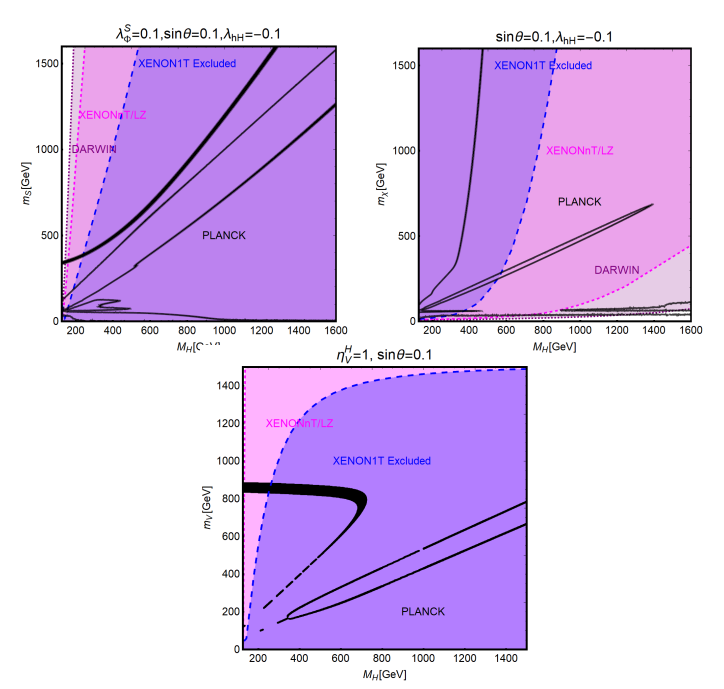 λ_Φ^S=0.1,sinθ=0.1,λ_hH=−0.1
1500
1000
500
0
m_S[GeV]
XENON1T Excluded
XENONnT/LZ
DARWIN
PLANCK
200 400 600 800 1000 1200 1400 1600
M_H[GeV]
sinθ=0.1,λ_hH=−0.1
1500
1000
500
0
m_χ[GeV]
XENON1T Excluded
XENONnT/LZ
PLANCK
DARWIN
200 400 600 800 1000 1200 1400 1600
M_H[GeV]
η_V^H=1, sinθ=0.1
1400
1200
1000
800
600
400
200
0
m_V[GeV]
XENONnT/LZ
XENON1T Excluded
PLANCK
200 400 600 800 1000 1200 1400
M_H[GeV]